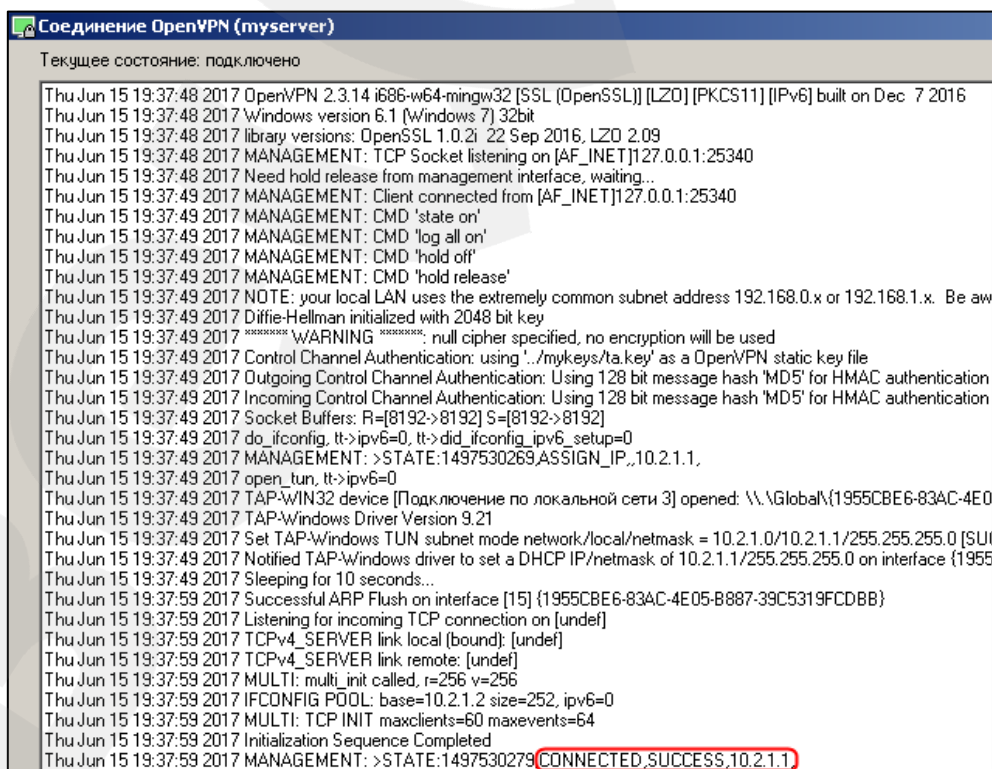 Соединение OpenVPN (myserver)
Текущее состояние: подключено
Thu Jun 15 19:37:48 2017 OpenVPN 2.3.14 i686-w64-mingw32 [SSL (OpenSSL)] [LZO] [PKCS11] [IPv6] built on Dec  7 2016
Thu Jun 15 19:37:48 2017 Windows version 6.1 (Windows 7) 32bit
Thu Jun 15 19:37:48 2017 library versions: OpenSSL 1.0.2i  22 Sep 2016, LZO 2.09
Thu Jun 15 19:37:48 2017 MANAGEMENT: TCP Socket listening on [AF_INET]127.0.0.1:25340
Thu Jun 15 19:37:48 2017 Need hold release from management interface, waiting...
Thu Jun 15 19:37:49 2017 MANAGEMENT: Client connected from [AF_INET]127.0.0.1:25340
Thu Jun 15 19:37:49 2017 MANAGEMENT: CMD 'state on'
Thu Jun 15 19:37:49 2017 MANAGEMENT: CMD 'log all on'
Thu Jun 15 19:37:49 2017 MANAGEMENT: CMD 'hold off'
Thu Jun 15 19:37:49 2017 MANAGEMENT: CMD 'hold release'
Thu Jun 15 19:37:49 2017 NOTE: your local LAN uses the extremely common subnet address 192.168.0.x or 192.168.1.x.  Be aw
Thu Jun 15 19:37:49 2017 Diffie-Hellman initialized with 2048 bit key
Thu Jun 15 19:37:49 2017 ******* WARNING *******: null cipher specified, no encryption will be used
Thu Jun 15 19:37:49 2017 Control Channel Authentication: using '../mykeys/ta.key' as a OpenVPN static key file
Thu Jun 15 19:37:49 2017 Outgoing Control Channel Authentication: Using 128 bit message hash 'MD5' for HMAC authentication
Thu Jun 15 19:37:49 2017 Incoming Control Channel Authentication: Using 128 bit message hash 'MD5' for HMAC authentication
Thu Jun 15 19:37:49 2017 Socket Buffers: R=[8192->8192] S=[8192->8192]
Thu Jun 15 19:37:49 2017 do_ifconfig, tt->ipv6=0, tt->did_ifconfig_ipv6_setup=0
Thu Jun 15 19:37:49 2017 MANAGEMENT: >STATE:1497530269,ASSIGN_IP,,10.2.1.1,
Thu Jun 15 19:37:49 2017 open_tun, tt->ipv6=0
Thu Jun 15 19:37:49 2017 TAP-WIN32 device [Подключение по локальной сети 3] opened: \\.\Global\{1955CBE6-83AC-4E0
Thu Jun 15 19:37:49 2017 TAP-Windows Driver Version 9.21
Thu Jun 15 19:37:49 2017 Set TAP-Windows TUN subnet mode network/local/netmask = 10.2.1.0/10.2.1.1/255.255.255.0 [SUC
Thu Jun 15 19:37:49 2017 Notified TAP-Windows driver to set a DHCP IP/netmask of 10.2.1.1/255.255.255.0 on interface {1955
Thu Jun 15 19:37:49 2017 Sleeping for 10 seconds...
Thu Jun 15 19:37:59 2017 Successful ARP Flush on interface [15] {1955CBE6-83AC-4E05-B887-39C5319FCDBB}
Thu Jun 15 19:37:59 2017 Listening for incoming TCP connection on [undef]
Thu Jun 15 19:37:59 2017 TCPv4_SERVER link local (bound): [undef]
Thu Jun 15 19:37:59 2017 TCPv4_SERVER link remote: [undef]
Thu Jun 15 19:37:59 2017 MULTI: multi_init called, r=256 v=256
Thu Jun 15 19:37:59 2017 IFCONFIG POOL: base=10.2.1.2 size=252, ipv6=0
Thu Jun 15 19:37:59 2017 MULTI: TCP INIT maxclients=60 maxevents=64
Thu Jun 15 19:37:59 2017 Initialization Sequence Completed
Thu Jun 15 19:37:59 2017 MANAGEMENT: >STATE:1497530279,CONNECTED,SUCCESS,10.2.1.1,